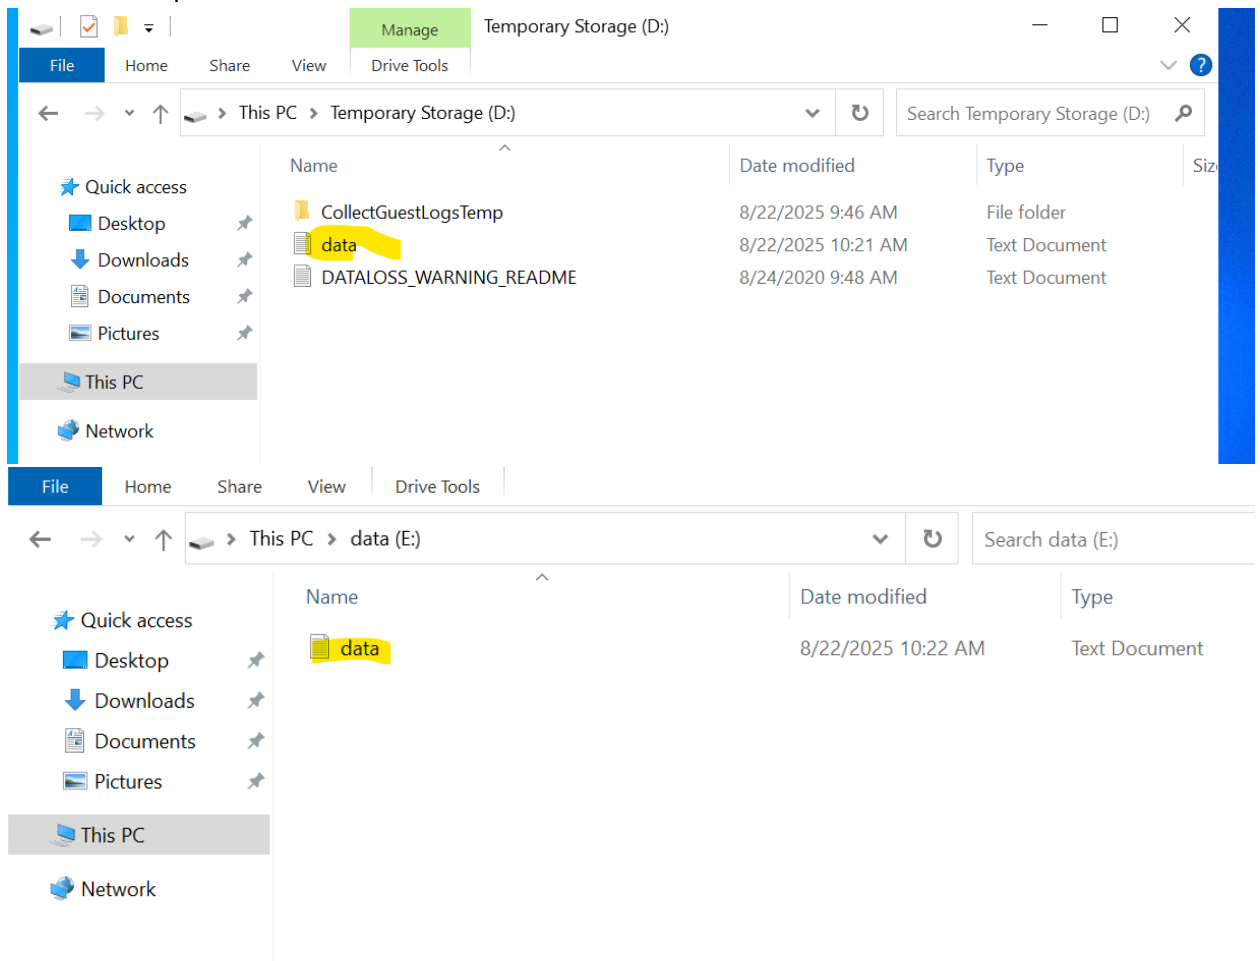 Manage Temporary Storage (D:)
File Home Share View Drive Tools
This PC Temporary Storage (D:) Search Temporary Storage (D:)
Name Date modified Type Siz
Quick access
Desktop
Downloads
Documents
Pictures
This PC
Network
CollectGuestLogsTemp 8/22/2025 9:46 AM File folder
data 8/22/2025 10:21 AM Text Document
DATALOSS_WARNING_README 8/24/2020 9:48 AM Text Document
File Home Share View Drive Tools
This PC data (E:) Search data (E:)
Name Date modified Type
Quick access
Desktop
Downloads
Documents
Pictures
This PC
Network
data 8/22/2025 10:22 AM Text Document